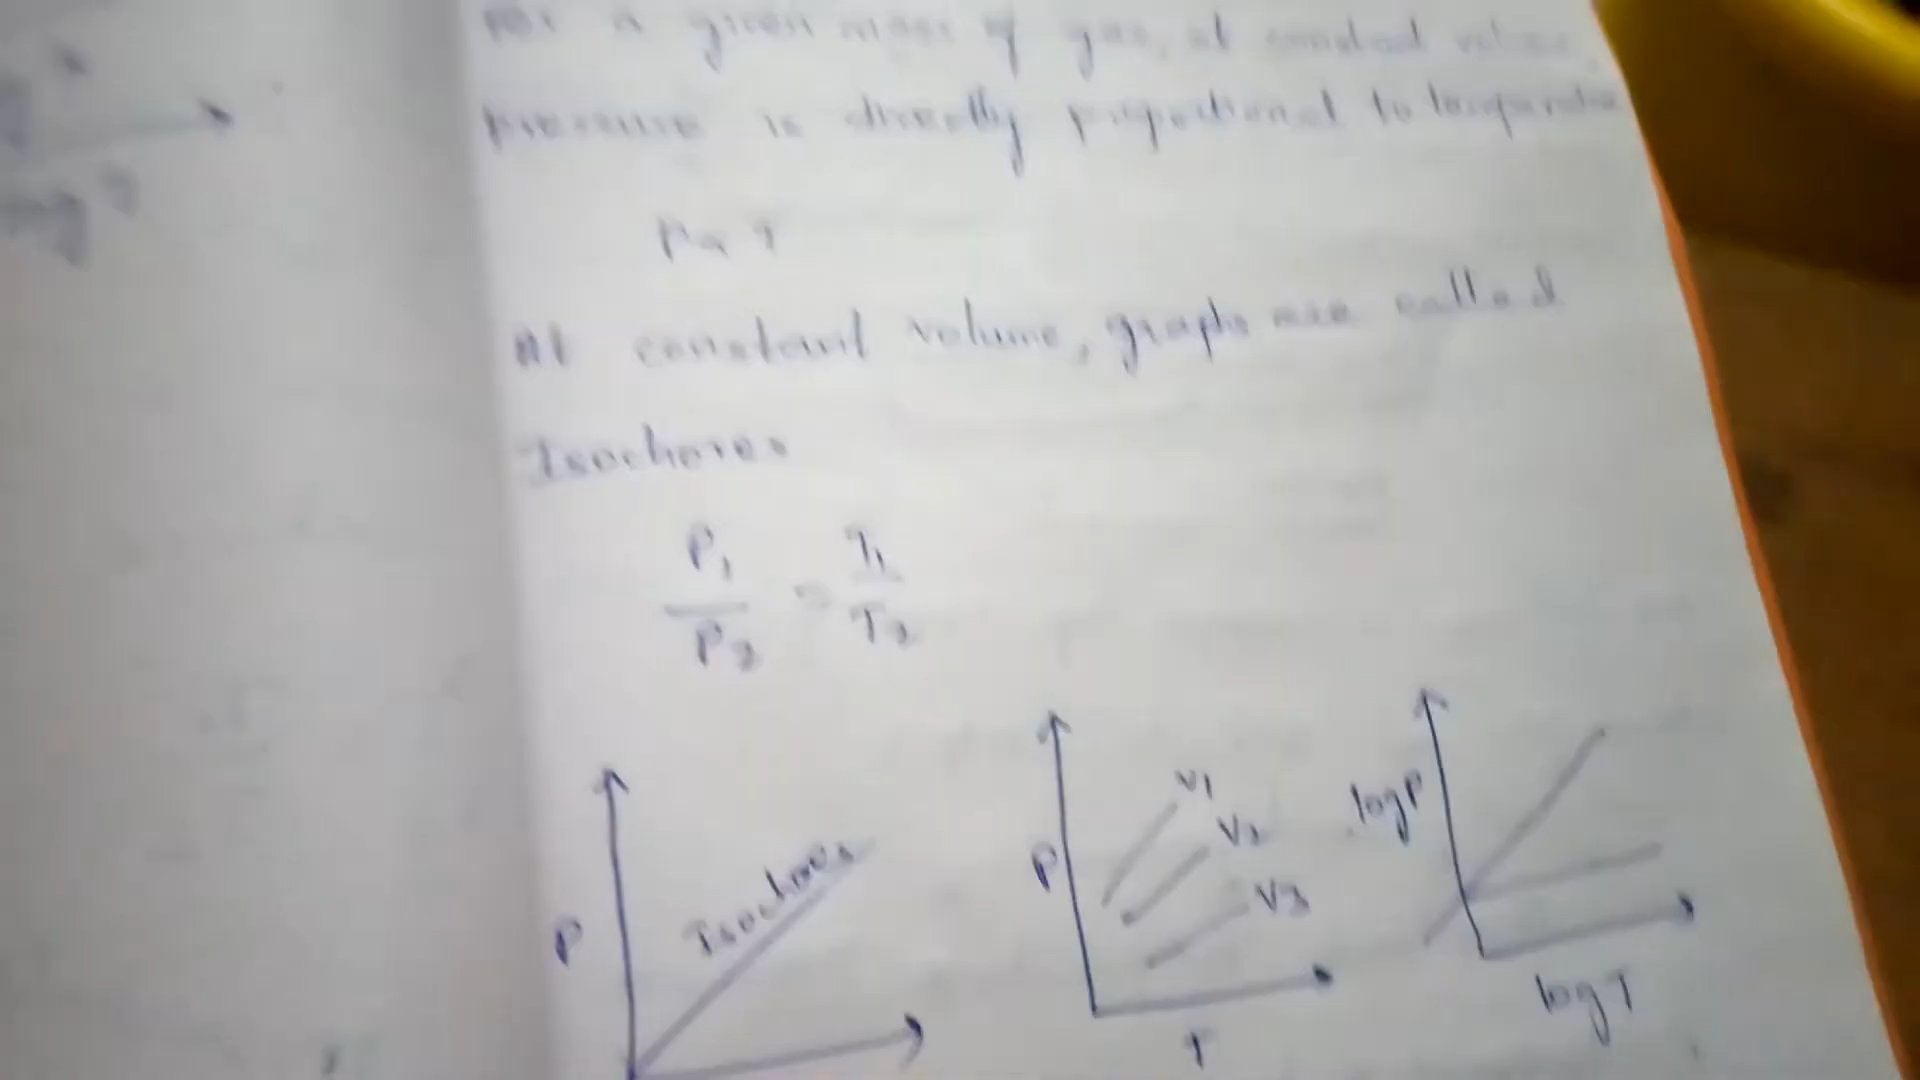 For a given mass of gas, at constant volume,
pressure is directly proportional to temperature
P ∝ T
At constant volume, graphs are called
Isochores
P1/P2 = T1/T2
P
Isochores
P
V1
V2
V3
T
log P
log T